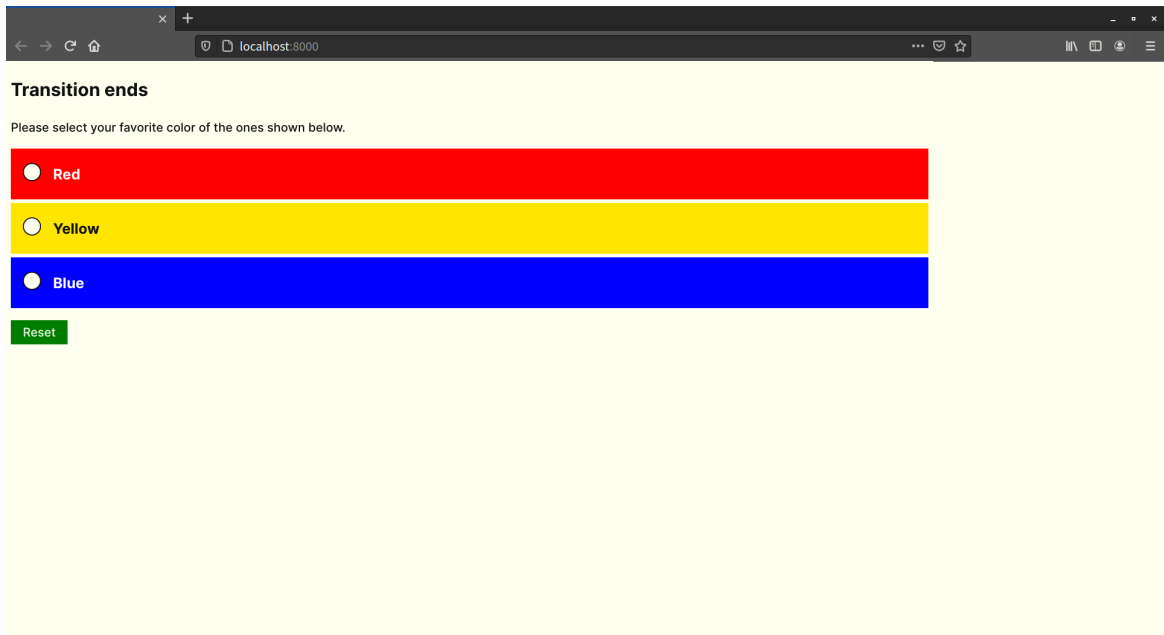 localhost:8000
Transition ends
Please select your favorite color of the ones shown below.
Red
Yellow
Blue
Reset